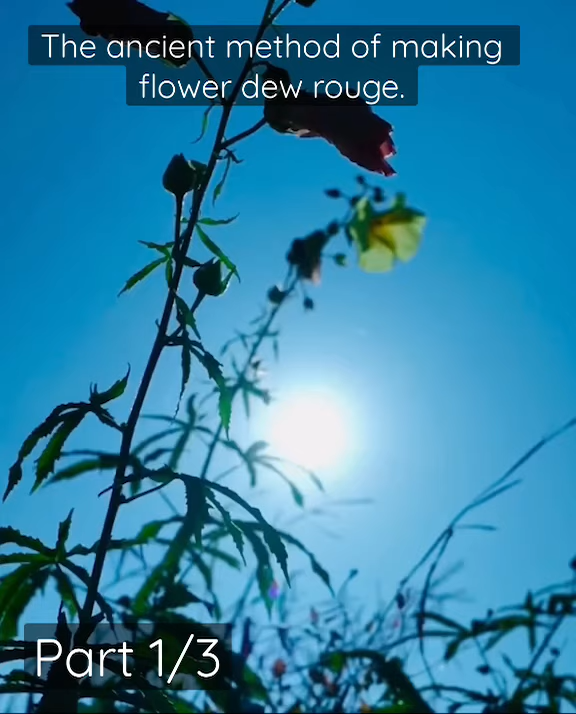 The ancient method of making
flower dew rouge.
Part 1/3